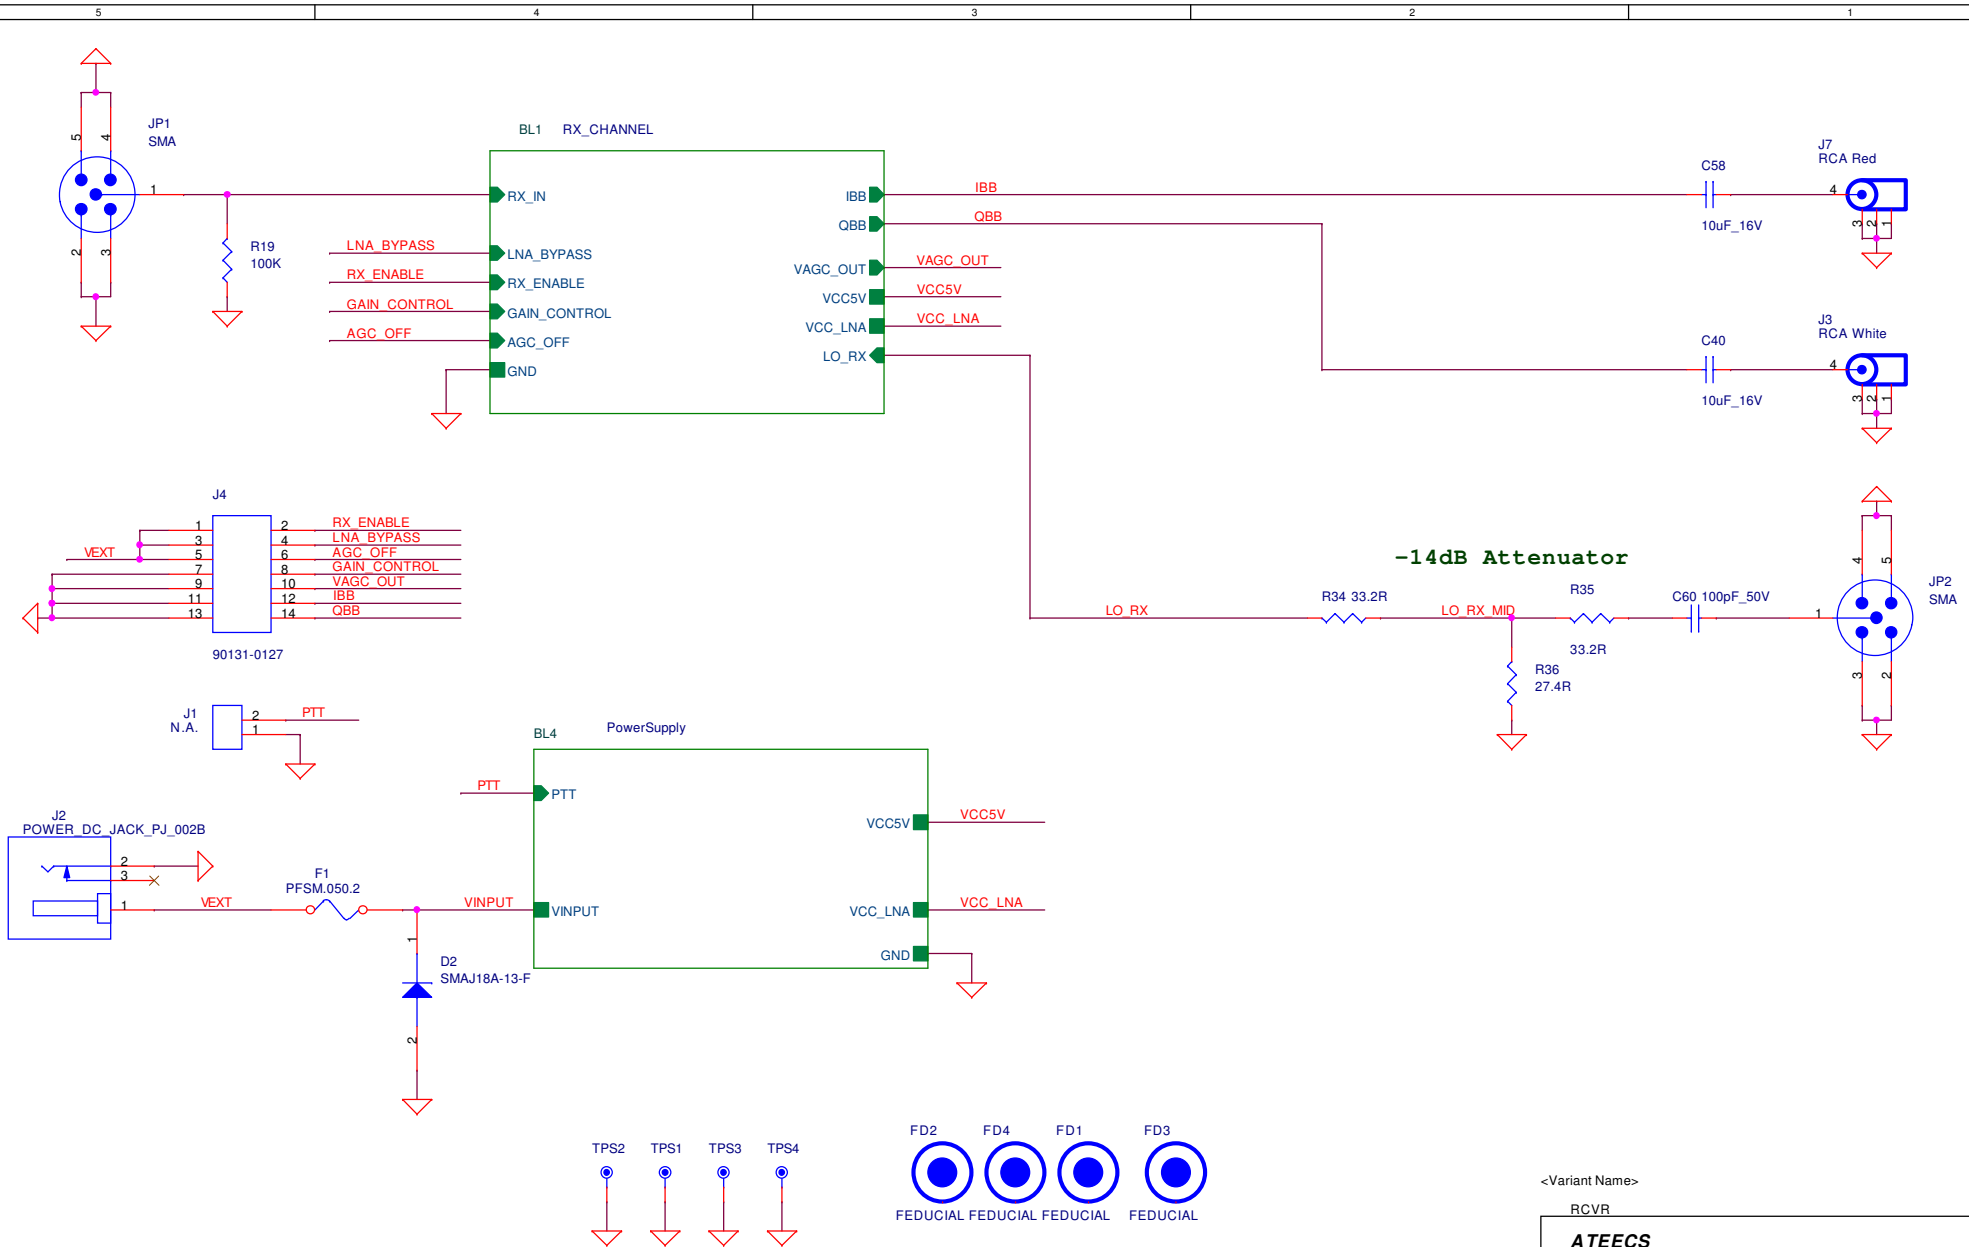 5 4 3 2 1
JP1
SMA
5 4
1
2 3
R19
100K
BL1 RX_CHANNEL
RX_IN
LNA_BYPASS LNA_BYPASS
RX_ENABLE RX_ENABLE
GAIN_CONTROL GAIN_CONTROL
AGC_OFF AGC_OFF
GND
IBB IBB
QBB QBB
VAGC_OUT VAGC_OUT
VCC5V VCC5V
VCC_LNA VCC_LNA
LO_RX
C58
10uF_16V
J7
RCA Red
4
3 2 1
C40
10uF_16V
J3
RCA White
4
3 2 1
J4
1 2 RX_ENABLE
3 4 LNA_BYPASS
VEXT 5 6 AGC_OFF
7 8 GAIN_CONTROL
9 10 VAGC_OUT
11 12 IBB
13 14 QBB
90131-0127
-14dB Attenuator
LO_RX
R34 33.2R
LO_RX_MID
R35
33.2R
R36
27.4R
C60 100pF_50V
1
4 5
3 2
JP2
SMA
J1
N.A.
2 PTT
1
BL4 PowerSupply
PTT PTT
VINPUT VINPUT
VCC5V VCC5V
VCC_LNA VCC_LNA
GND
J2
POWER_DC_JACK_PJ_002B
2
3
1 VEXT
F1
PFSM.050.2
1
D2
SMAJ18A-13-F
2
TPS2 TPS1 TPS3 TPS4
FD2 FD4 FD1 FD3
FEDUCIAL FEDUCIAL FEDUCIAL FEDUCIAL
<Variant Name>
RCVR
ATEECS